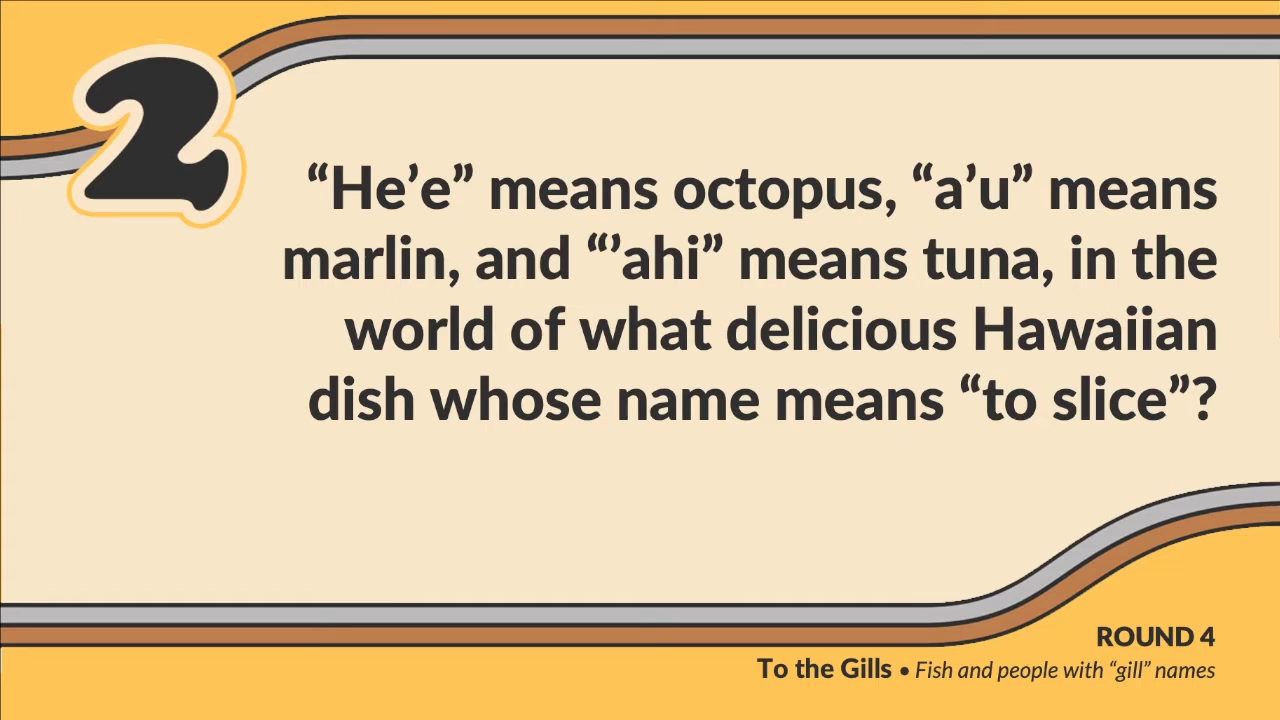 2
“He’e” means octopus, “a’u” means
marlin, and “’ahi” means tuna, in the
world of what delicious Hawaiian
dish whose name means “to slice”?
ROUND 4
To the Gills • Fish and people with “gill” names